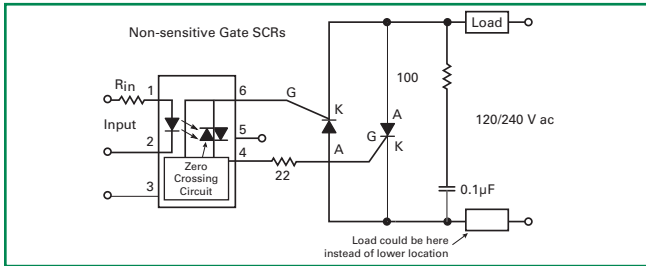 Non-sensitive Gate SCRs
Load
Rin
1
6
G
K
100
A
Input
5
G
K
120/240 V ac
2
4
A
Zero
Crossing
Circuit
22
3
0.1µF
Load could be here
instead of lower location